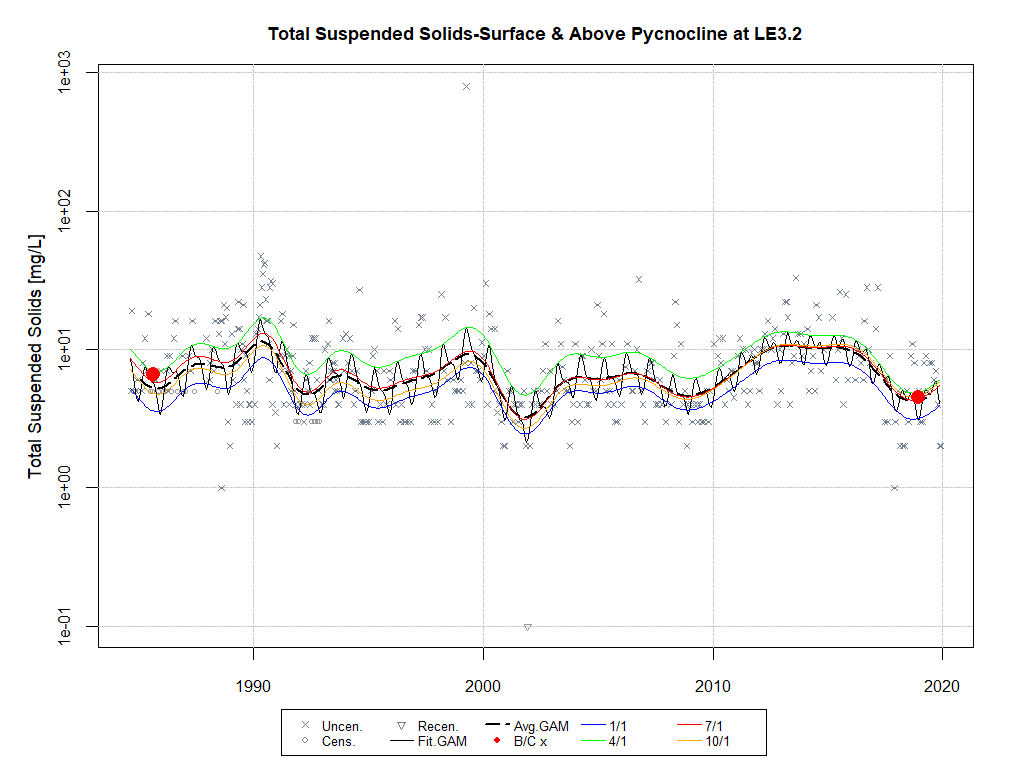 Total Suspended Solids-Surface & Above Pycnocline at LE3.2
Total Suspended Solids [mg/L]
1e+03
1e+02
1e+01
1e+00
1e-01
1990 2000 2010 2020
Uncen. Recen. Avg.GAM 1/1 7/1
Cens. Fit.GAM B/C x 4/1 10/1